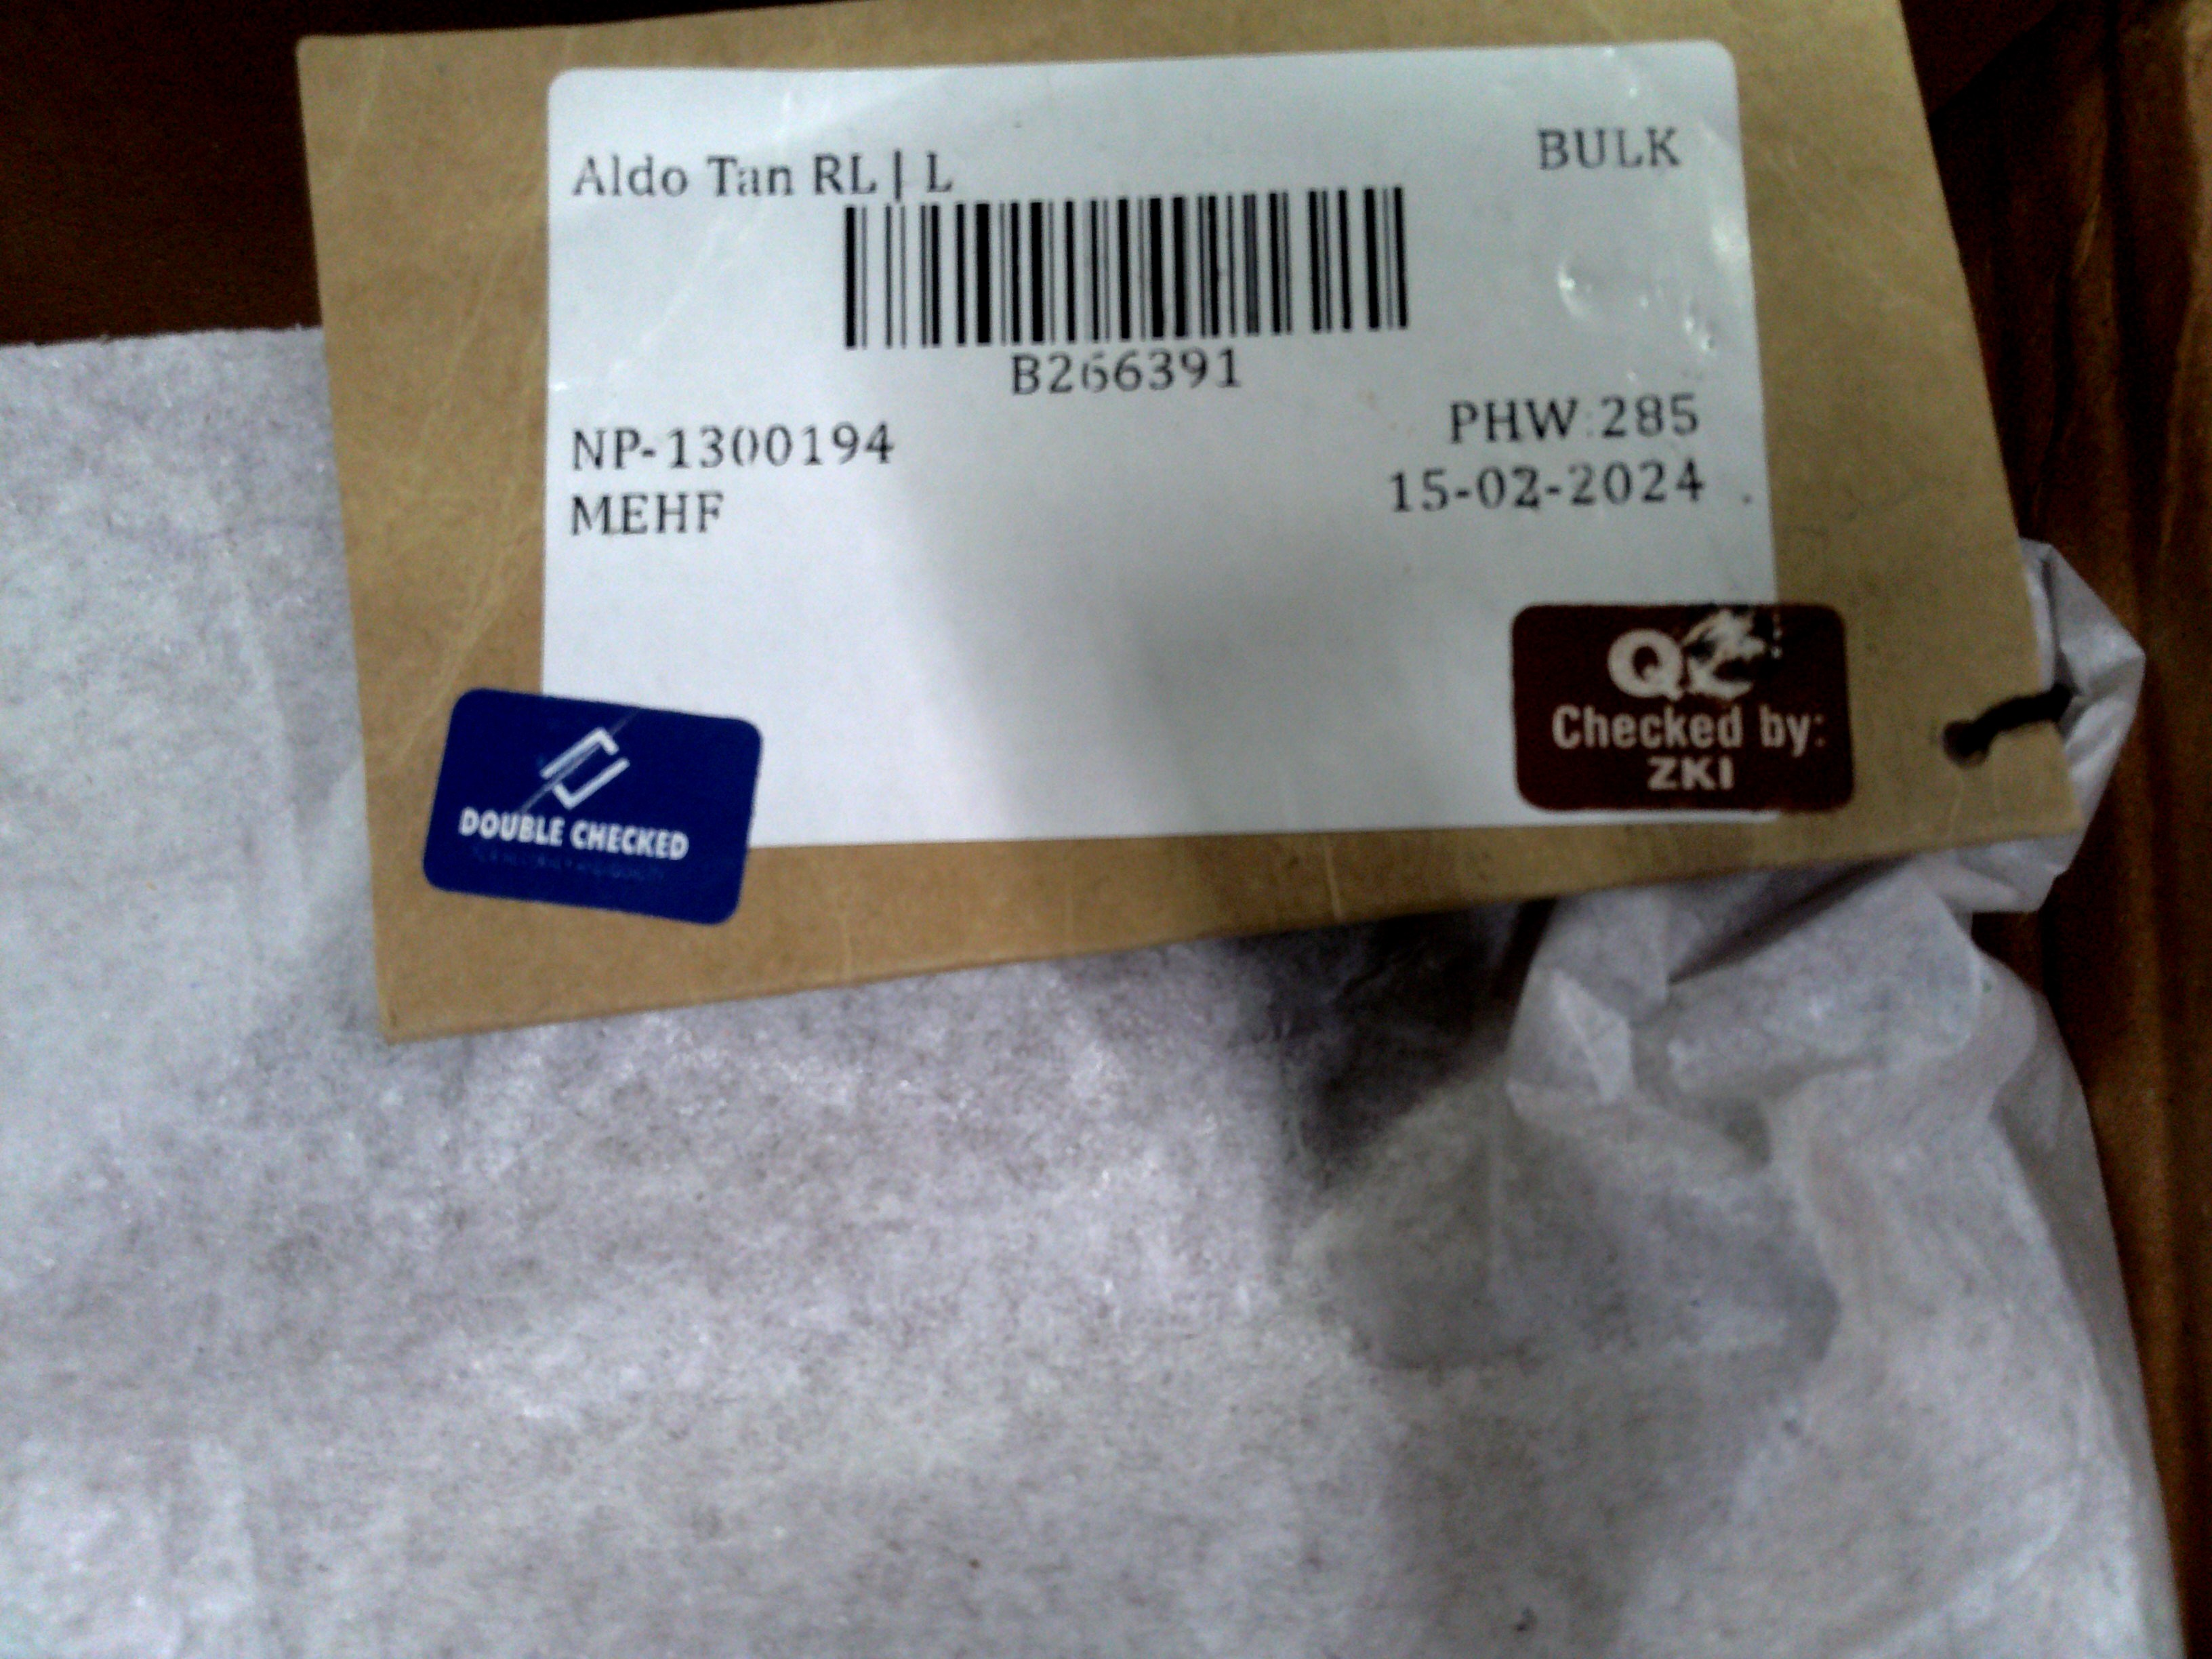 Aldo Tan RL | L
BULK
B266391
NP-1300194
MEHF
PHW:285
15-02-2024
QC
Checked by:
ZKI
DOUBLE CHECKED